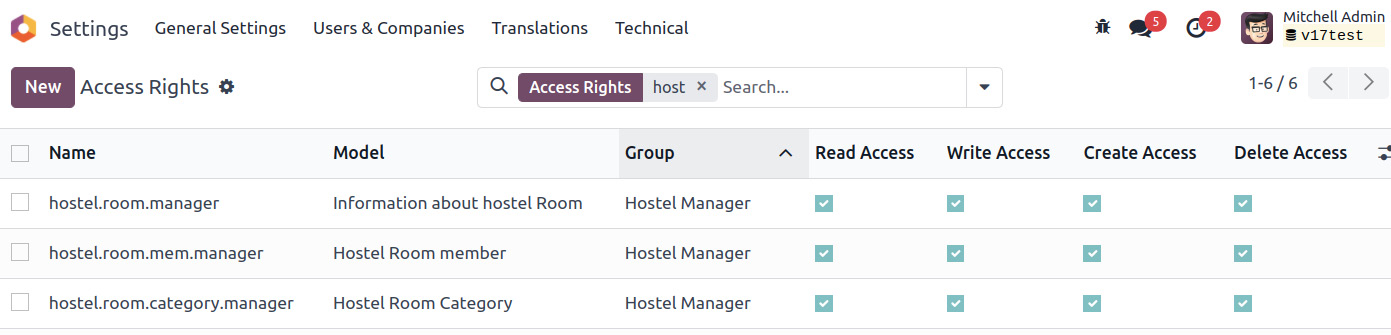 Settings General Settings Users & Companies Translations Technical 5 2 Mitchell Admin
v17test
New Access Rights Access Rights host × Search... 1-6 / 6
Name Model Group Read Access Write Access Create Access Delete Access
hostel.room.manager Information about hostel Room Hostel Manager
hostel.room.mem.manager Hostel Room member Hostel Manager
hostel.room.category.manager Hostel Room Category Hostel Manager